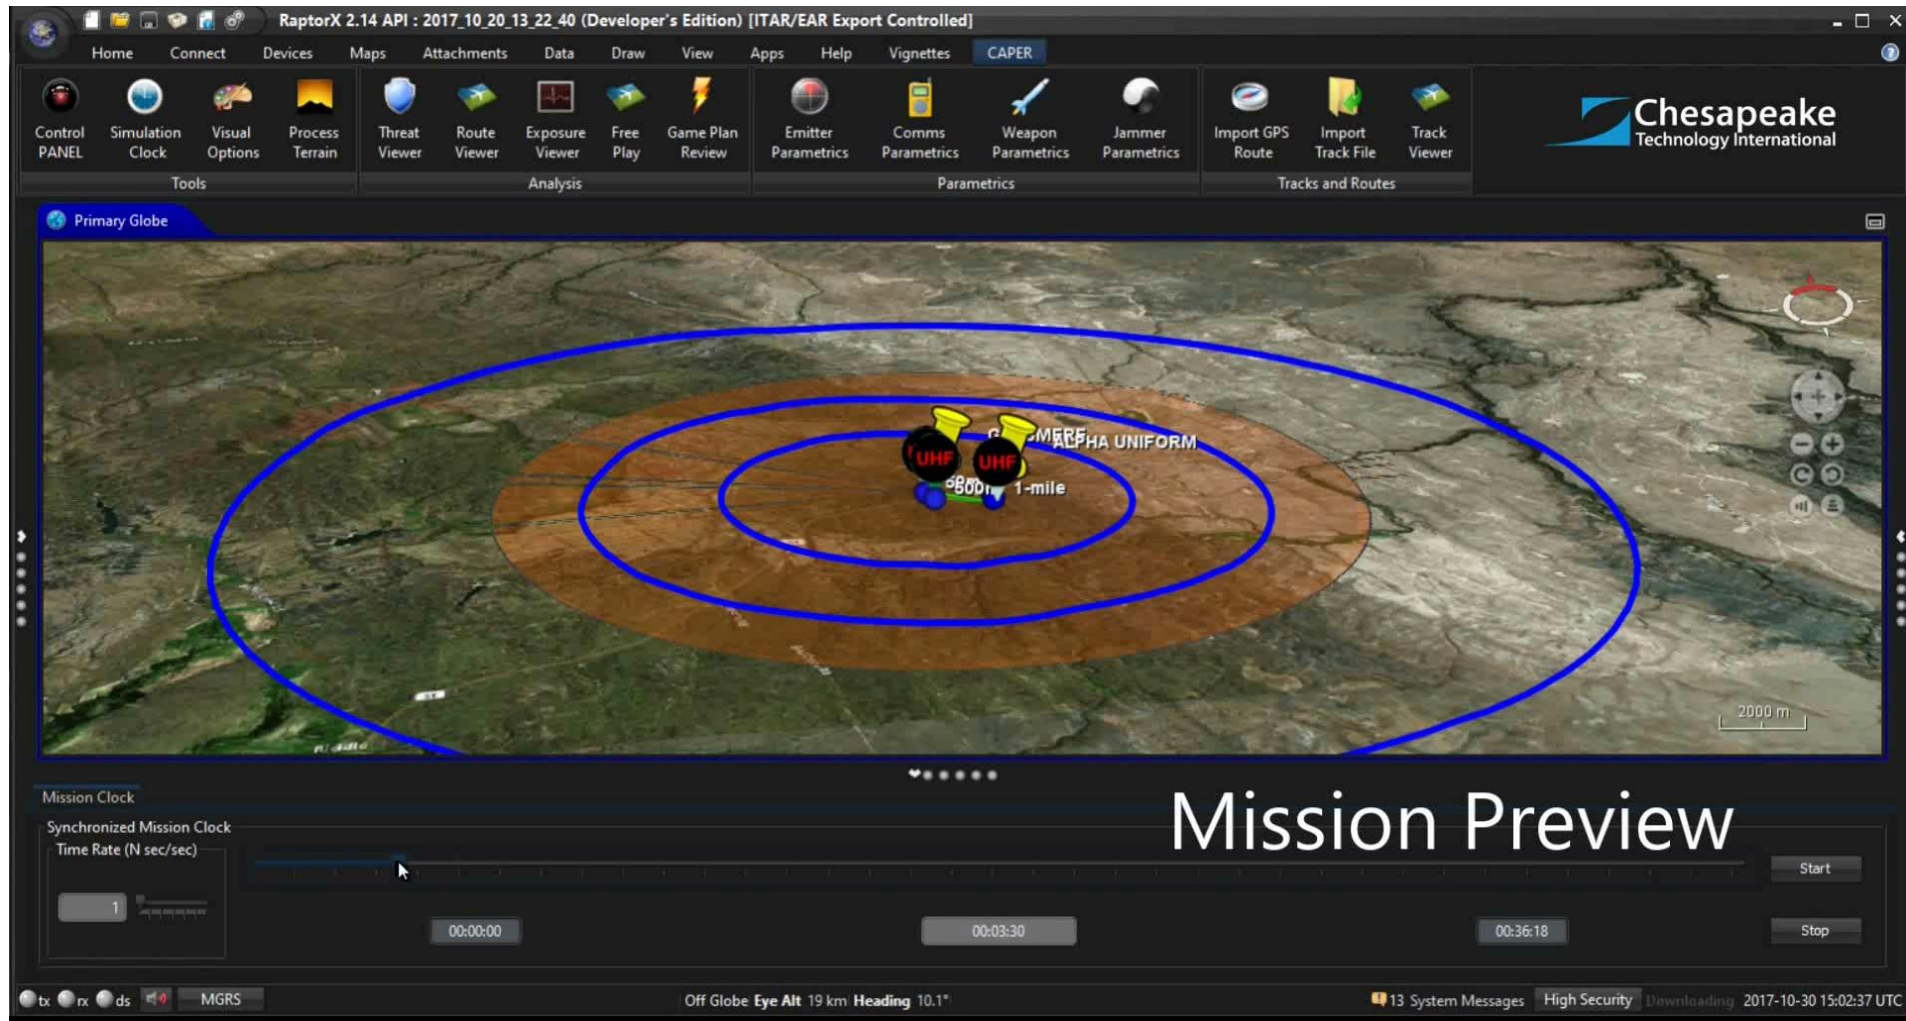 RaptorX 2.14 API : 2017_10_20_13_22_40 (Developer's Edition) [ITAR/EAR Export Controlled]
Home Connect Devices Maps Attachments Data Draw View Apps Help Vignettes CAPER
Control PANEL
Simulation Clock
Visual Options
Process Terrain
Threat Viewer
Route Viewer
Exposure Viewer
Free Play
Game Plan Review
Emitter Parametrics
Comms Parametrics
Weapon Parametrics
Jammer Parametrics
Import GPS Route
Import Track File
Track Viewer
Tools
Analysis
Parametrics
Tracks and Routes
Chesapeake
Technology International
Primary Globe
ALPHA UNIFORM
UHF
UHF
1-mile
2000 m
Mission Clock
Mission Preview
Synchronized Mission Clock
Time Rate (N sec/sec)
1
Start
00:00:00
00:03:30
00:36:18
Stop
tx rx ds
MGRS
Off Globe Eye Alt 19 km Heading 10.1°
13 System Messages
High Security
Downloading
2017-10-30 15:02:37 UTC